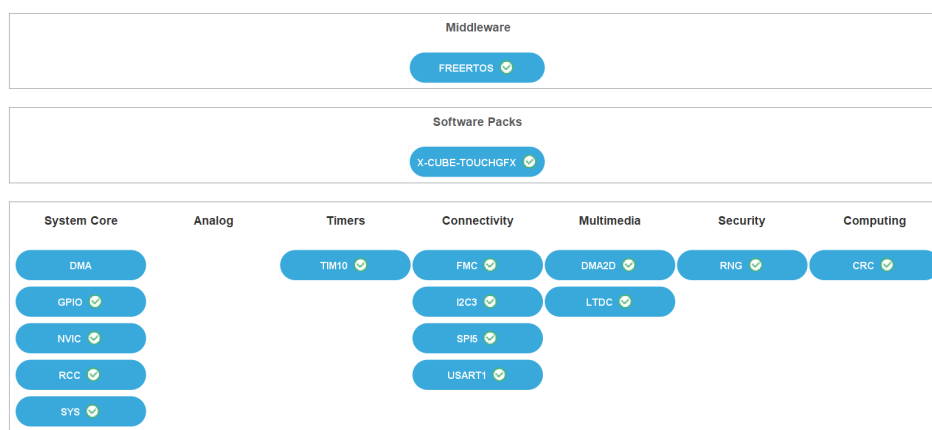 Middleware
FREERTOS
Software Packs
X-CUBE-TOUCHGFX
System Core Analog Timers Connectivity Multimedia Security Computing
DMA TIM10 FMC DMA2D RNG CRC
GPIO I2C3 LTDC
NVIC SPI5
RCC USART1
SYS